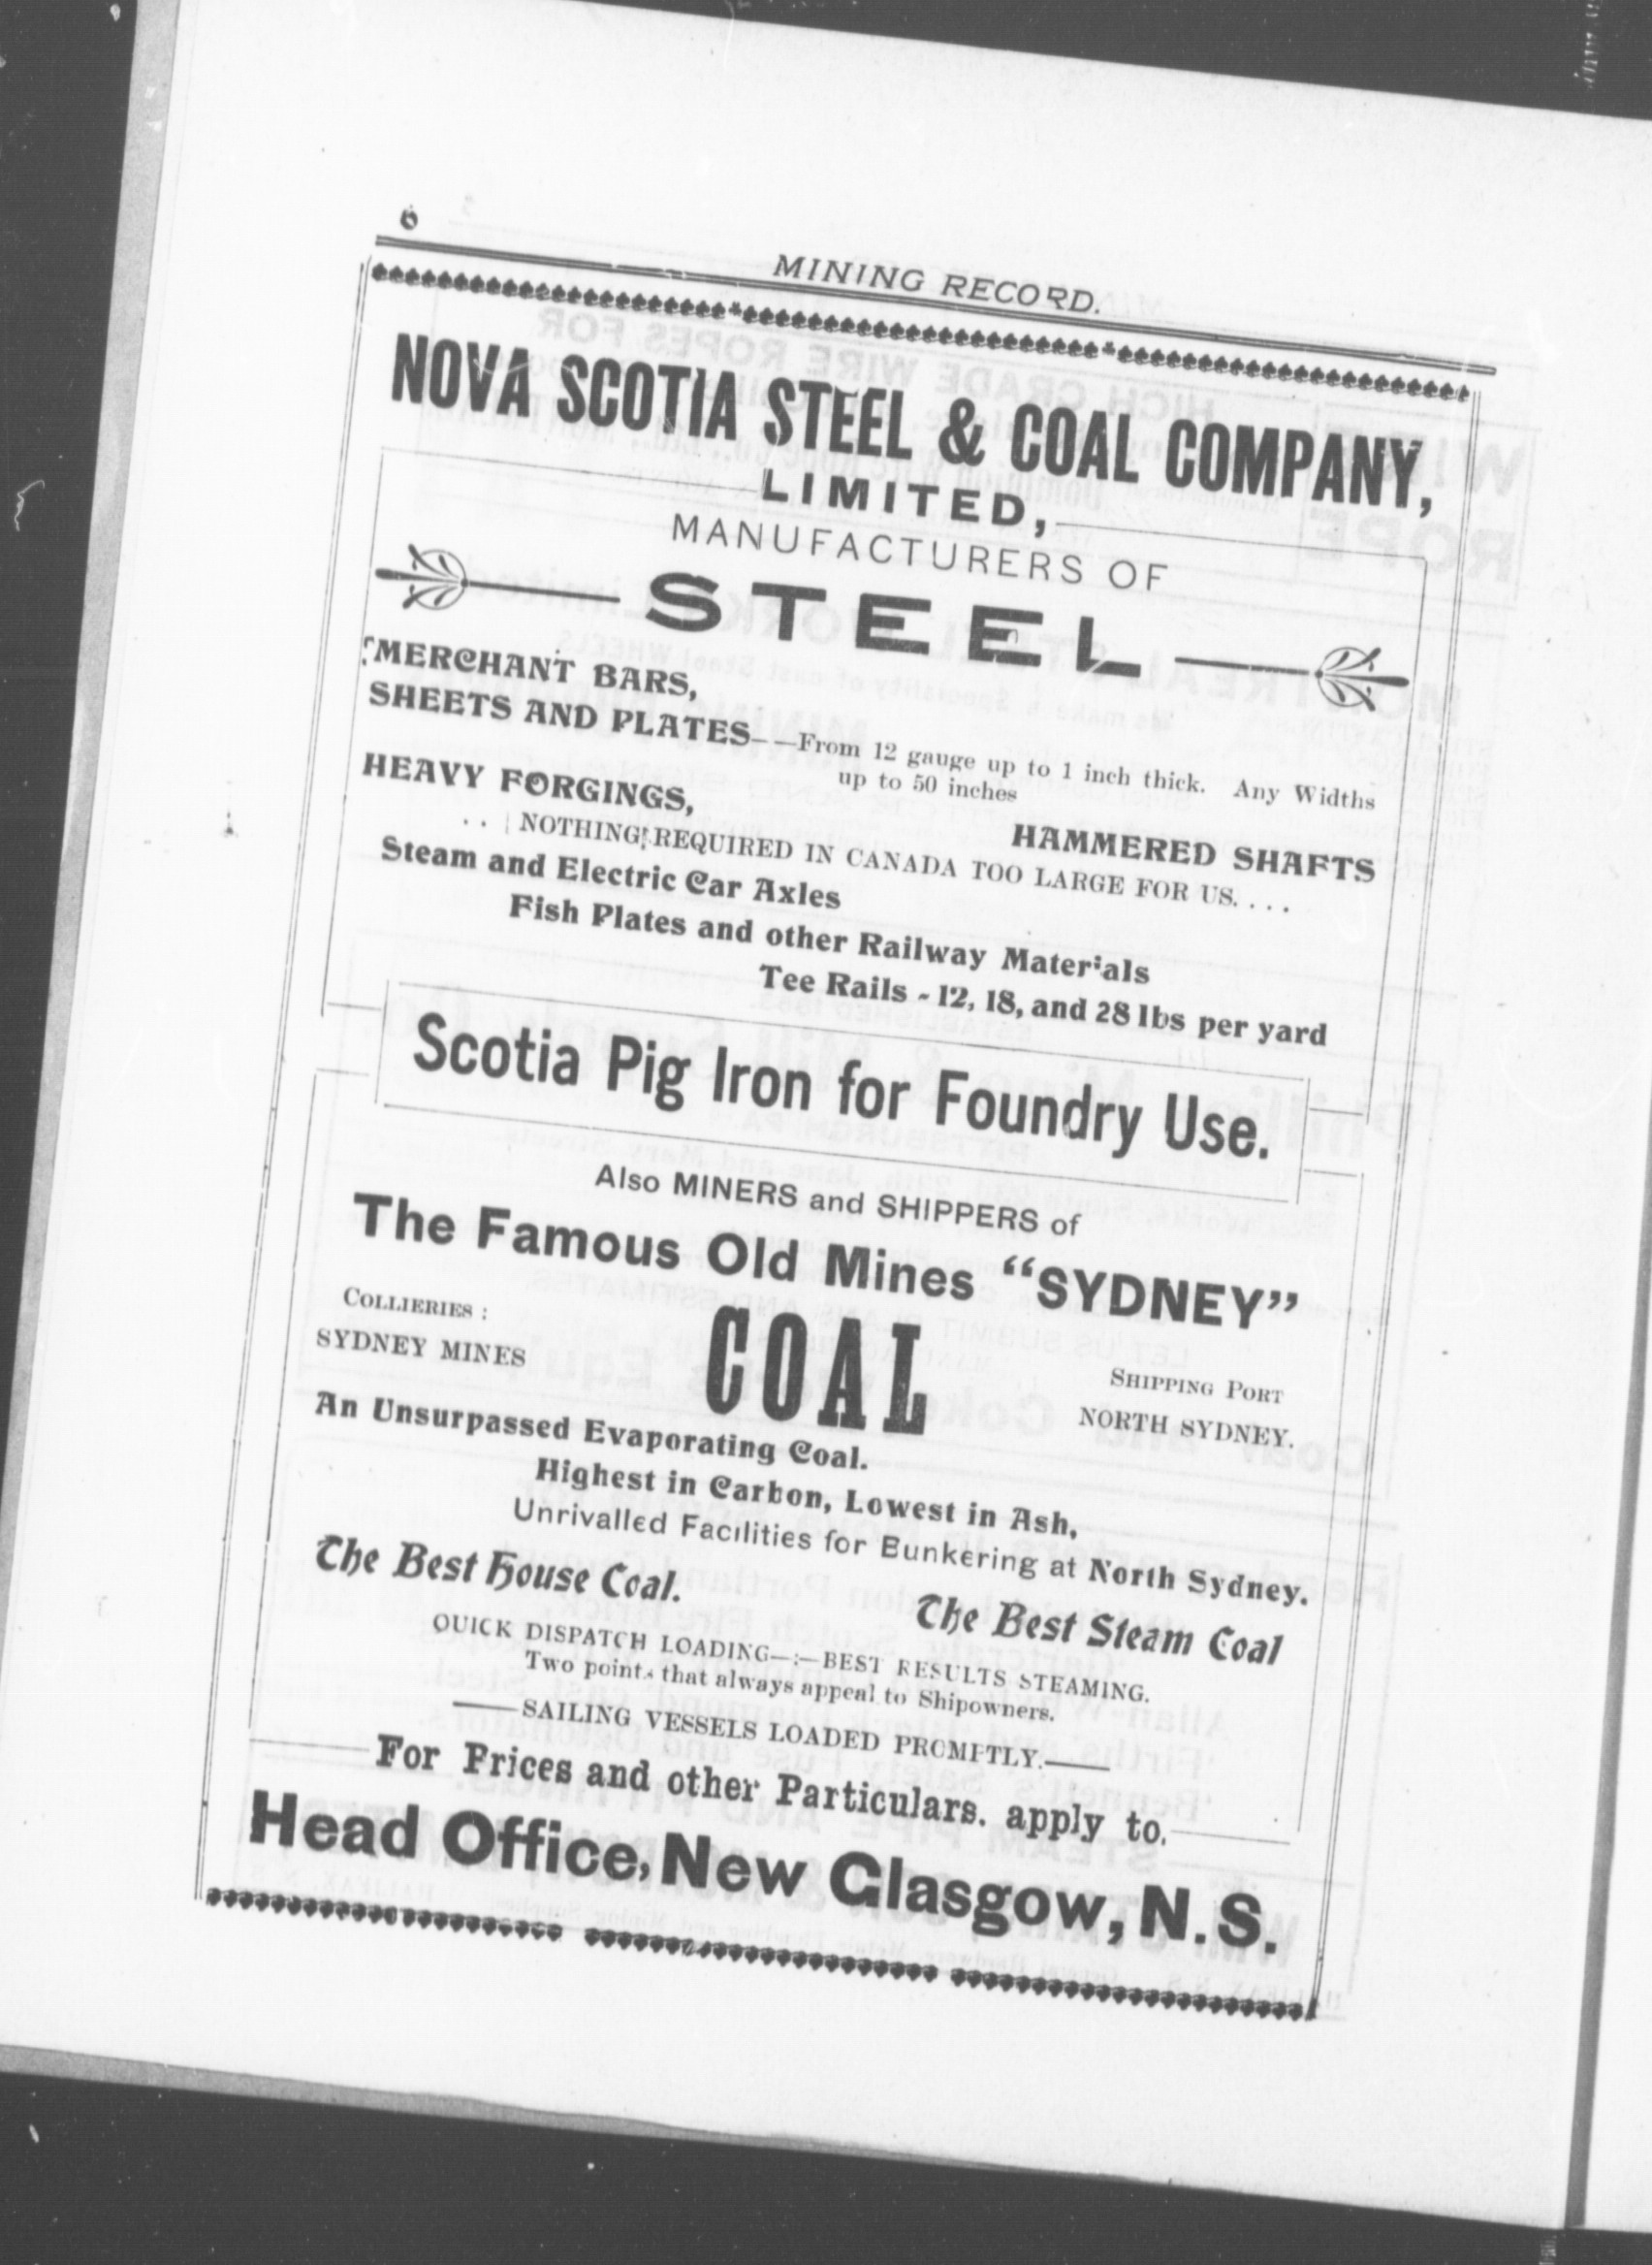 6
MINING RECORD.
NOVA SCOTIA STEEL & COAL COMPANY,
LIMITED,
MANUFACTURERS OF
STEEL
MERCHANT BARS,
SHEETS AND PLATES——From 12 gauge up to 1 inch thick. Any Widths
up to 50 inches
HEAVY FORGINGS,
HAMMERED SHAFTS
. . NOTHING REQUIRED IN CANADA TOO LARGE FOR US. . . .
Steam and Electric Car Axles
Fish Plates and other Railway Materials
Tee Rails - 12, 18, and 28 lbs per yard
Scotia Pig Iron for Foundry Use.
Also MINERS and SHIPPERS of
The Famous Old Mines “SYDNEY”
COLLIERIES :
SYDNEY MINES
COAL
SHIPPING PORT
NORTH SYDNEY.
An Unsurpassed Evaporating Coal.
Highest in Carbon, Lowest in Ash,
Unrivalled Facilities for Bunkering at North Sydney.
The Best House Coal.
The Best Steam Coal
QUICK DISPATCH LOADING—:—BEST RESULTS STEAMING.
Two points that always appeal to Shipowners.
——SAILING VESSELS LOADED PROMPTLY.——
For Prices and other Particulars. apply to.
Head Office, New Glasgow, N.S.